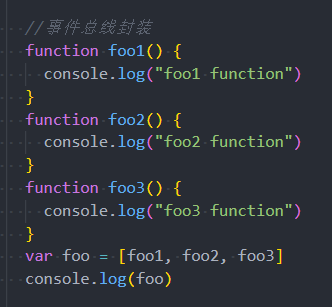 //事件总线封装
function foo1() {
  console.log("foo1 function")
}
function foo2() {
  console.log("foo2 function")
}
function foo3() {
  console.log("foo3 function")
}
var foo = [foo1, foo2, foo3]
console.log(foo)